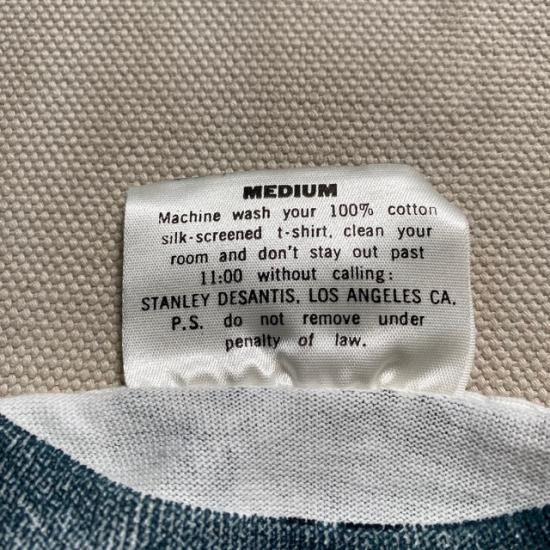 MEDIUM
Machine wash your 100% cotton
silk-screened t-shirt, clean your
room and don't stay out past
11:00 without calling:
STANLEY DESANTIS, LOS ANGELES CA.
P.S. do not remove under
penalty of law.